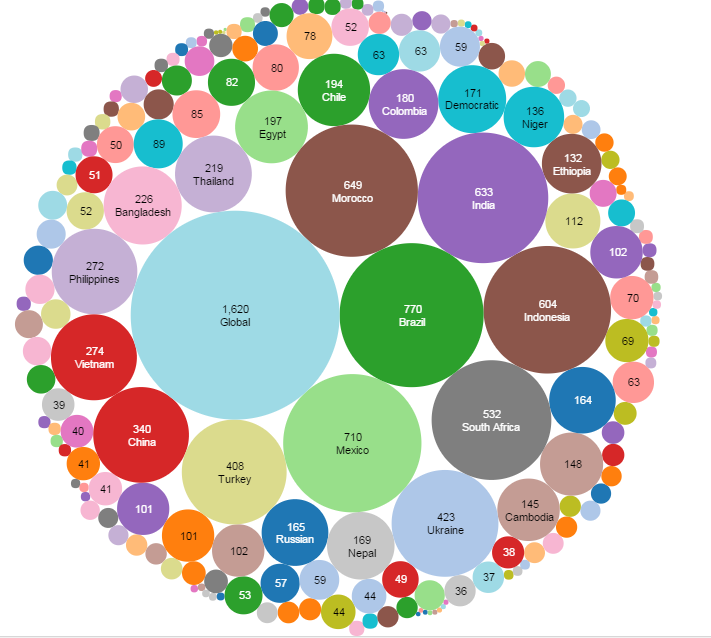 78
52
63
63
59
80
82
194
Chile
180
Colombia
171
Democratic
136
Niger
197
Egypt
85
89
50
51
52
219
Thailand
226
Bangladesh
649
Morocco
633
India
132
Ethiopia
112
102
272
Philippines
1,620
Global
770
Brazil
604
Indonesia
70
69
63
274
Vietnam
39
40
41
41
340
China
408
Turkey
710
Mexico
532
South Africa
164
148
145
Cambodia
423
Ukraine
101
101
102
165
Russian
169
Nepal
38
37
36
49
44
59
57
53
44